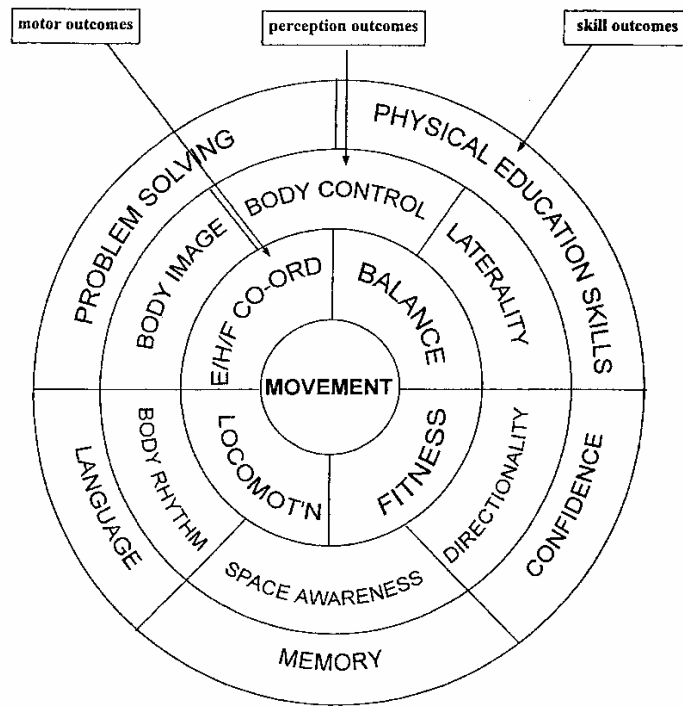 motor outcomes
perception outcomes
skill outcomes
PROBLEM SOLVING
PHYSICAL EDUCATION SKILLS
BODY CONTROL
BODY IMAGE
LATERALITY
E/H/F CO-ORD
BALANCE
MOVEMENT
LOCOMOT'N
FITNESS
BODY RHYTHM
DIRECTIONALITY
LANGUAGE
CONFIDENCE
SPACE AWARENESS
MEMORY